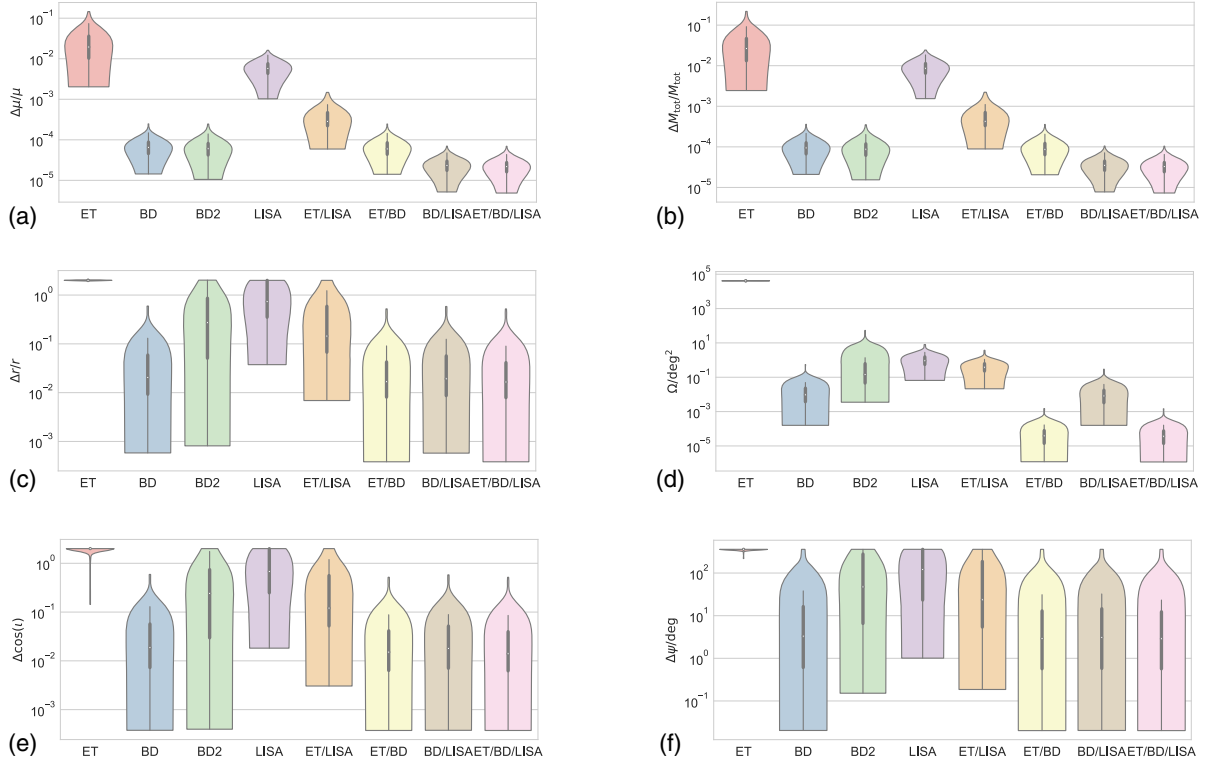 10⁻¹
10⁻²
10⁻³
10⁻⁴
10⁻⁵
Δμ/μ
(a)
ET BD BD2 LISA ET/LISA ET/BD BD/LISA ET/BD/LISA
10⁻¹
10⁻²
10⁻³
10⁻⁴
10⁻⁵
ΔM_tot/M_tot
(b)
ET BD BD2 LISA ET/LISA ET/BD BD/LISA ET/BD/LISA
10⁰
10⁻¹
10⁻²
10⁻³
Δr/r
(c)
ET BD BD2 LISA ET/LISA ET/BD BD/LISA ET/BD/LISA
10⁵
10³
10¹
10⁻¹
10⁻³
10⁻⁵
Ω/deg²
(d)
ET BD BD2 LISA ET/LISA ET/BD BD/LISA ET/BD/LISA
10⁰
10⁻¹
10⁻²
10⁻³
Δcos(ι)
(e)
ET BD BD2 LISA ET/LISA ET/BD BD/LISA ET/BD/LISA
10²
10¹
10⁰
10⁻¹
Δψ/deg
(f)
ET BD BD2 LISA ET/LISA ET/BD BD/LISA ET/BD/LISA